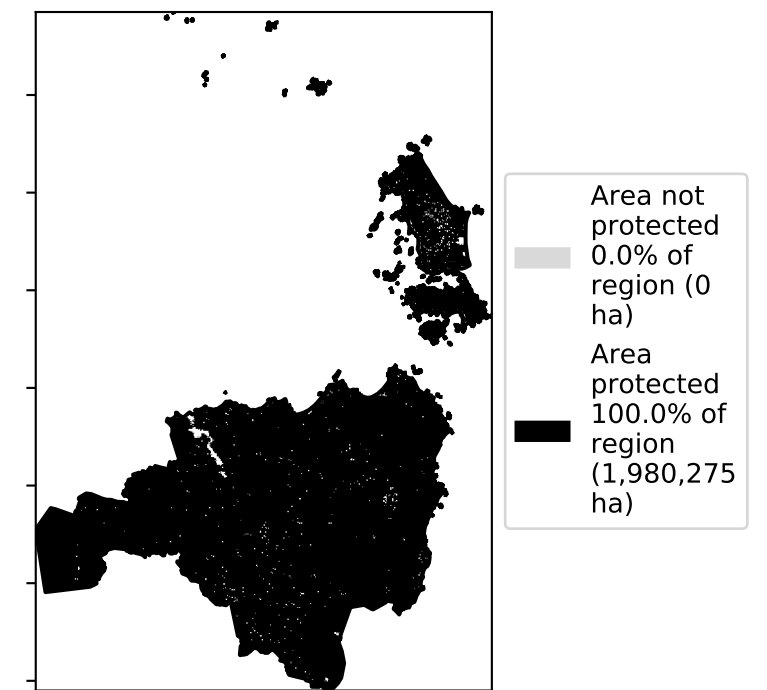 Area not
protected
0.0% of
region (0
ha)
Area
protected
100.0% of
region
(1,980,275
ha)